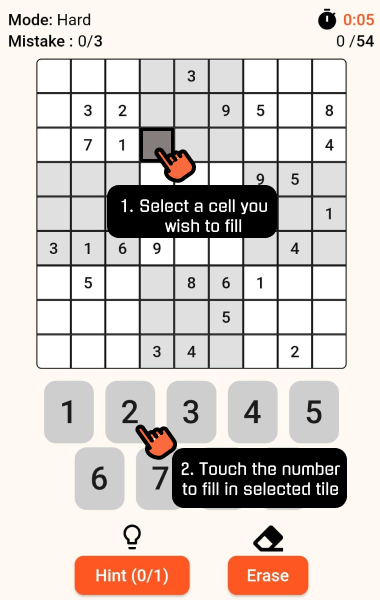 Mode: Hard 0:05
Mistake : 0/3 0 /54
3
3 2 9 5 8
7 1 4
9 5
1. Select a cell you
wish to fill
1
3 1 6 9 4
5 8 6 1
5
3 4 2
1 2 3 4 5
6 7
2. Touch the number
to fill in selected tile
Hint (0/1) Erase